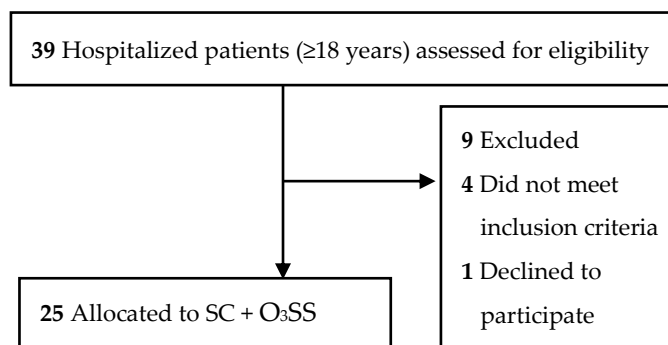 39 Hospitalized patients (≥18 years) assessed for eligibility
9 Excluded
4 Did not meet
inclusion criteria
1 Declined to
participate
25 Allocated to SC + O₃SS